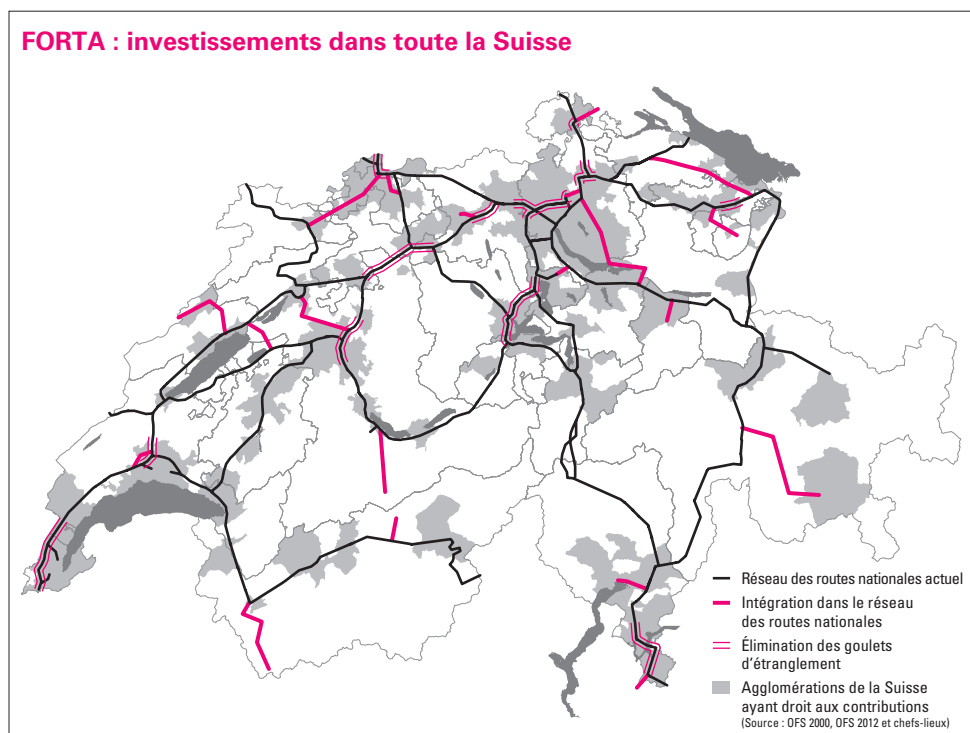 FORTA : investissements dans toute la Suisse
Réseau des routes nationales actuel
Intégration dans le réseau
des routes nationales
Élimination des goulets
d'étranglement
Agglomérations de la Suisse
ayant droit aux contributions
(Source : OFS 2000, OFS 2012 et chefs-lieux)